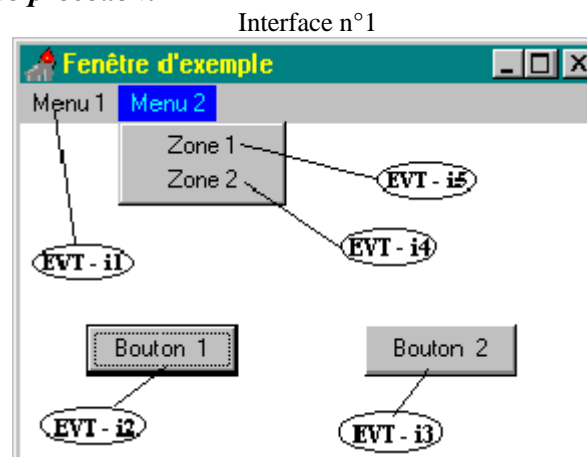 Interface n°1
Fenêtre d'exemple
Menu 1 Menu 2
Zone 1
Zone 2
EVT - i5
EVT - i4
EVT - i1
Bouton 1 Bouton 2
EVT - i2
EVT - i3